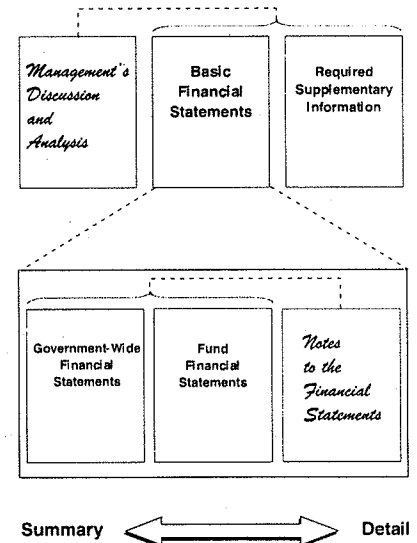 Management's
Discussion
and
Analysis
Basic
Financial
Statements
Required
Supplementary
Information
Government-Wide
Financial
Statements
Fund
Financial
Statements
Notes
to the
Financial
Statements
Summary
Detail